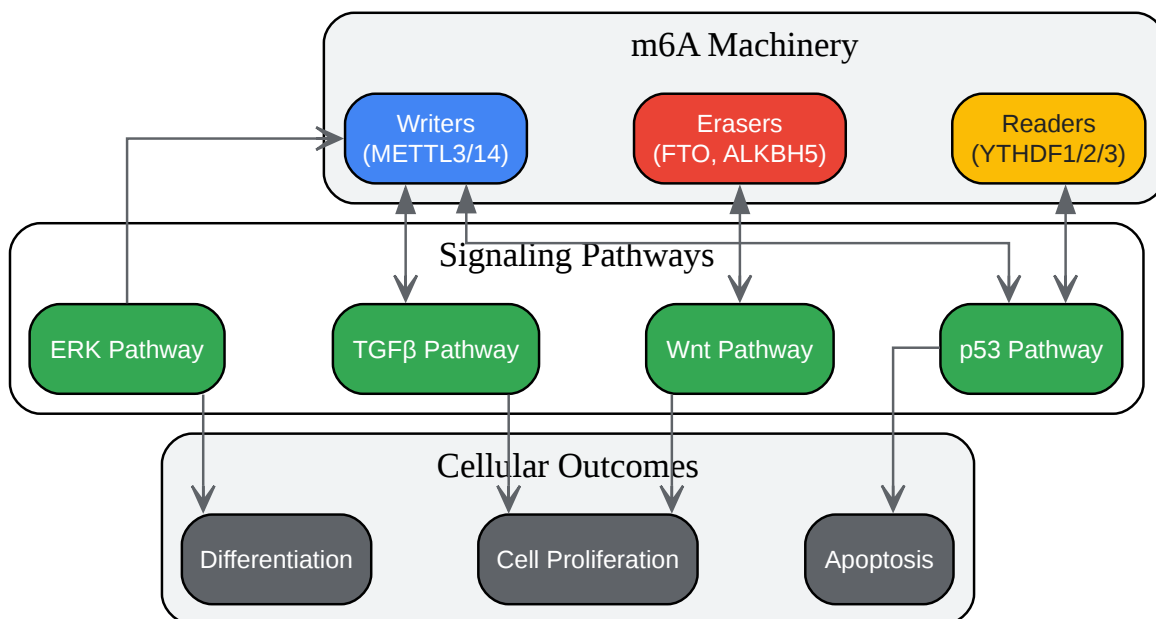 m6A Machinery
Writers
(METTL3/14)
Erasers
(FTO, ALKBH5)
Readers
(YTHDF1/2/3)
Signaling Pathways
ERK Pathway
TGFβ Pathway
Wnt Pathway
p53 Pathway
Cellular Outcomes
Differentiation
Cell Proliferation
Apoptosis